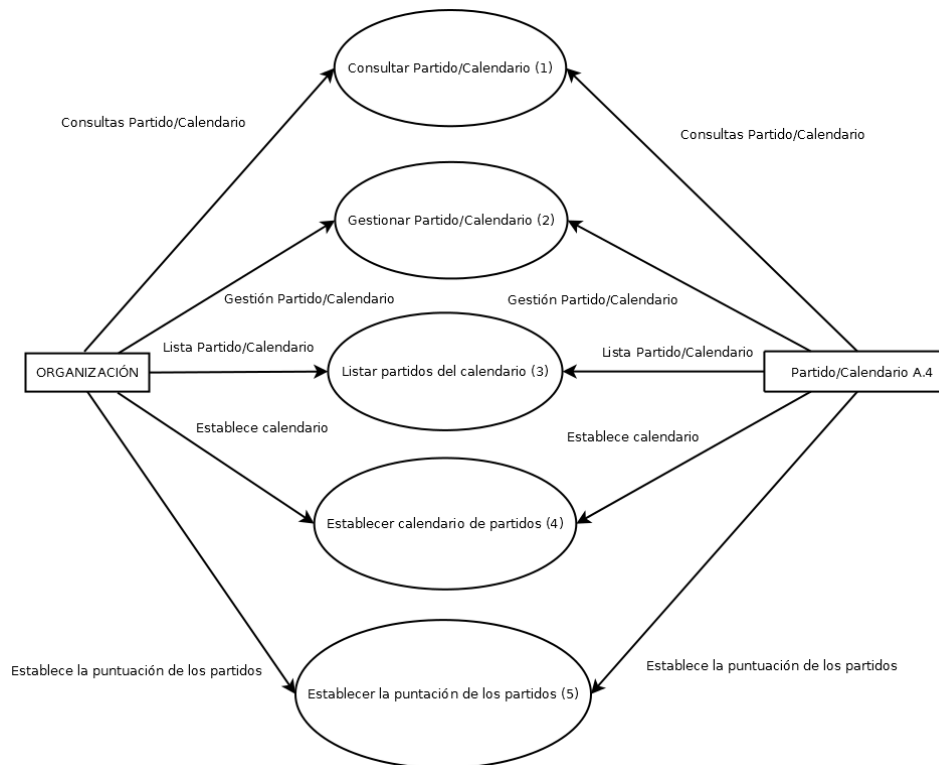 Consultar Partido/Calendario (1)
Consultas Partido/Calendario
Consultas Partido/Calendario
Gestionar Partido/Calendario (2)
Gestión Partido/Calendario
Gestión Partido/Calendario
Lista Partido/Calendario
Lista Partido/Calendario
ORGANIZACIÓN
Listar partidos del calendario (3)
Partido/Calendario A.4
Establece calendario
Establece calendario
Establecer calendario de partidos (4)
Establece la puntuación de los partidos
Establece la puntuación de los partidos
Establecer la puntación de los partidos (5)